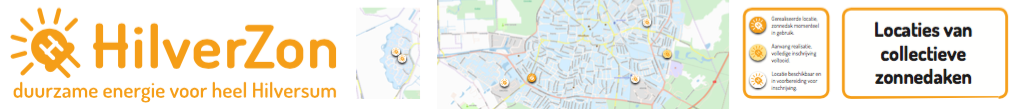 HilverZon
duurzame energie voor heel Hilversum
Gerealiseerde locatie,
zonnedak momenteel
in gebruik.
Aanvang realisatie,
volledige inschrijving
voltooid.
Locatie beschikbaar en
in voorbereiding voor
inschrijving.
Locaties van
collectieve
zonnedaken